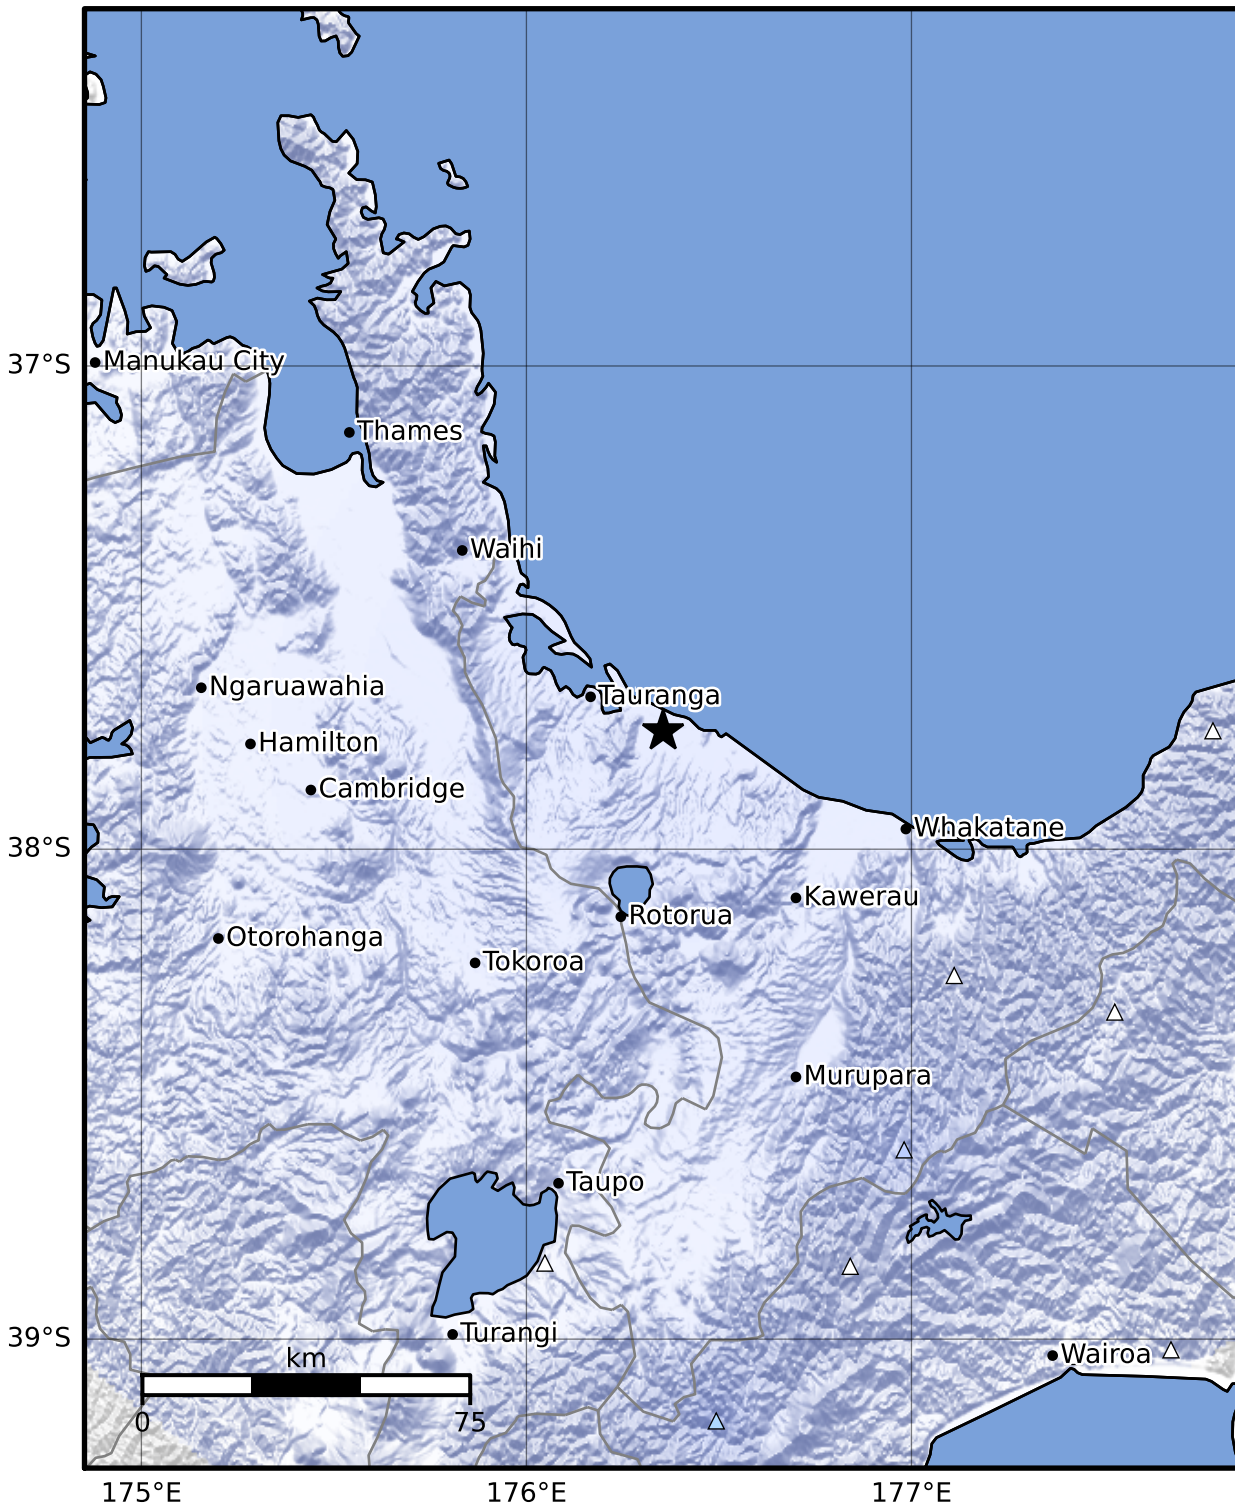 37°S
Manukau City
Thames
Waihi
Ngaruawahia
Tauranga
Hamilton
Cambridge
Whakatane
38°S
Kawerau
Rotorua
Otorohanga
Tokoroa
Murupara
Taupo
Turangi
39°S
Wairoa
km
0
75
175°E
176°E
177°E